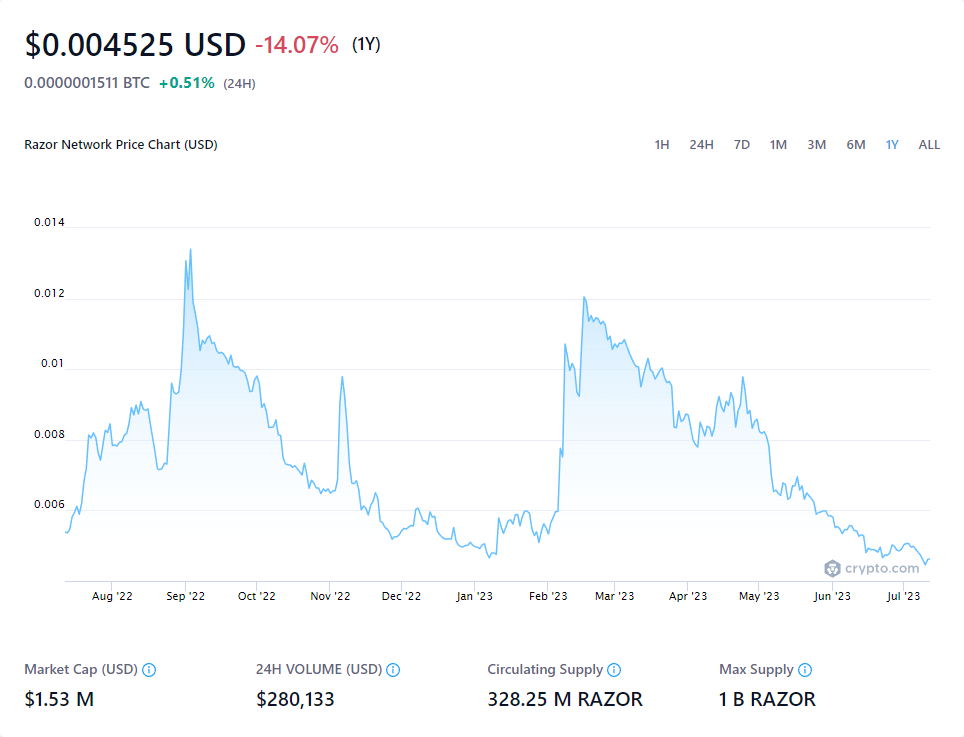 $0.004525 USD -14.07% (1Y)
0.0000001511 BTC +0.51% (24H)
Razor Network Price Chart (USD) 1H 24H 7D 1M 3M 6M 1Y ALL
0.014
0.012
0.01
0.008
0.006
crypto.com
Aug '22 Sep '22 Oct '22 Nov '22 Dec '22 Jan '23 Feb '23 Mar '23 Apr '23 May '23 Jun '23 Jul '23
Market Cap (USD) 24H VOLUME (USD) Circulating Supply Max Supply
$1.53 M $280,133 328.25 M RAZOR 1 B RAZOR